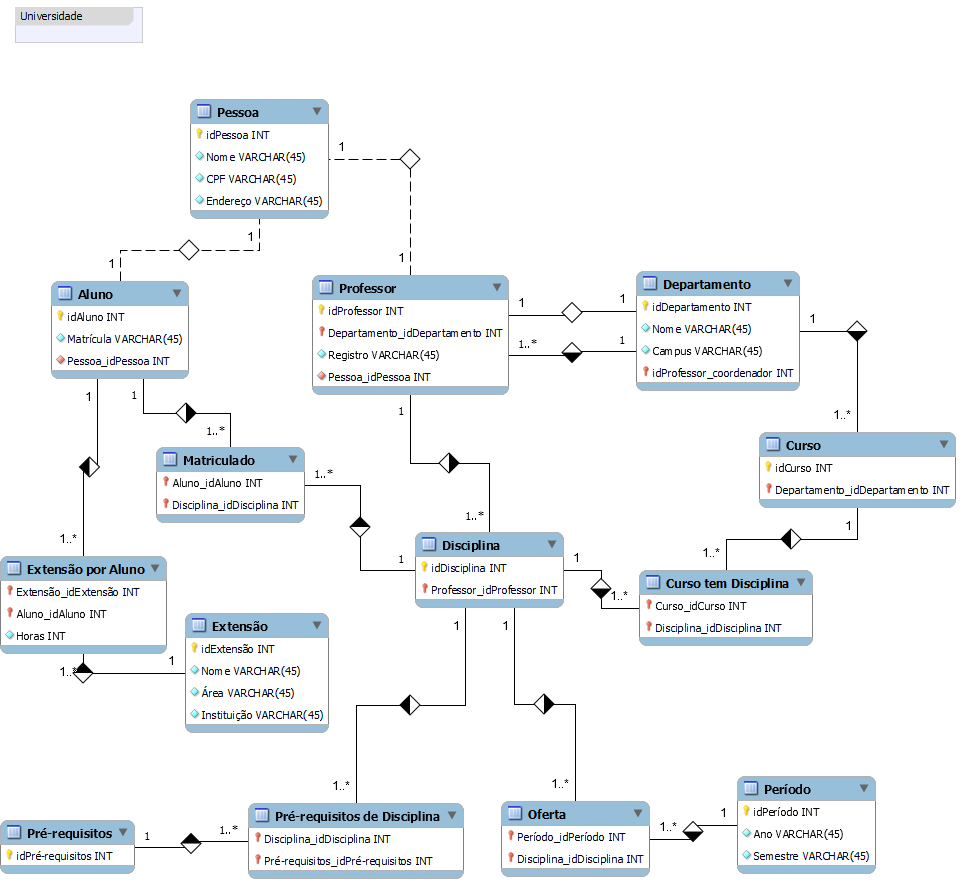 Universidade
Pessoa
idPessoa INT
Nome VARCHAR(45)
CPF VARCHAR(45)
Endereço VARCHAR(45)
1
1
1
1
Aluno
idAluno INT
Matrícula VARCHAR(45)
Pessoa_idPessoa INT
Professor
idProfessor INT
Departamento_idDepartamento INT
Registro VARCHAR(45)
Pessoa_idPessoa INT
1
1
1..*
1
Departamento
idDepartamento INT
Nome VARCHAR(45)
Campus VARCHAR(45)
idProfessor_coordenador INT
1
1..*
1
1
1..*
1
Matriculado
Aluno_idAluno INT
Disciplina_idDisciplina INT
1..*
1
1..*
Curso
idCurso INT
Departamento_idDepartamento INT
1
1..*
1..*
Disciplina
idDisciplina INT
Professor_idProfessor INT
1
1..*
Curso tem Disciplina
Curso_idCurso INT
Disciplina_idDisciplina INT
Extensão por Aluno
Extensão_idExtensão INT
Aluno_idAluno INT
Horas INT
1..*
1
Extensão
idExtensão INT
Nome VARCHAR(45)
Área VARCHAR(45)
Instituição VARCHAR(45)
1
1
1..*
1..*
Pré-requisitos
idPré-requisitos INT
1
1..*
Pré-requisitos de Disciplina
Disciplina_idDisciplina INT
Pré-requisitos_idPré-requisitos INT
Oferta
Período_idPeríodo INT
Disciplina_idDisciplina INT
1..*
1
Período
idPeríodo INT
Ano VARCHAR(45)
Semestre VARCHAR(45)